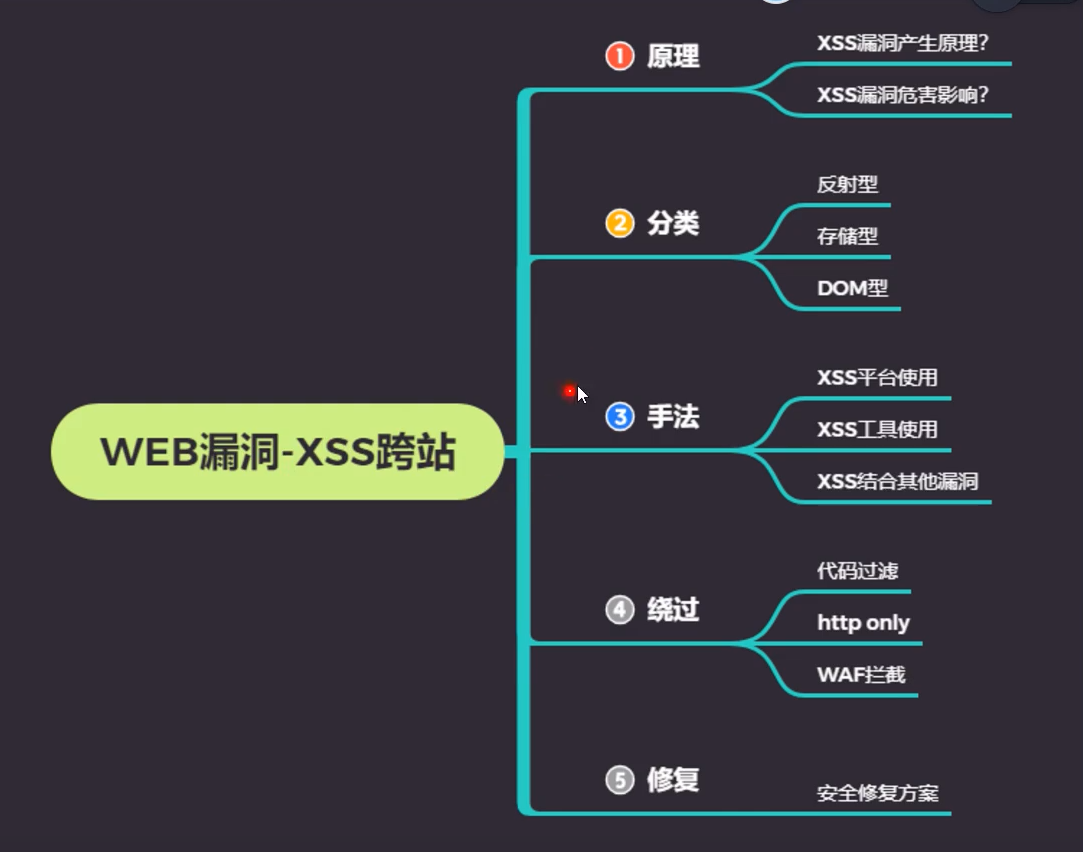 WEB漏洞-XSS跨站
1 原理
XSS漏洞产生原理?
XSS漏洞危害影响?
2 分类
反射型
存储型
DOM型
3 手法
XSS平台使用
XSS工具使用
XSS结合其他漏洞
4 绕过
代码过滤
http only
WAF拦截
5 修复
安全修复方案